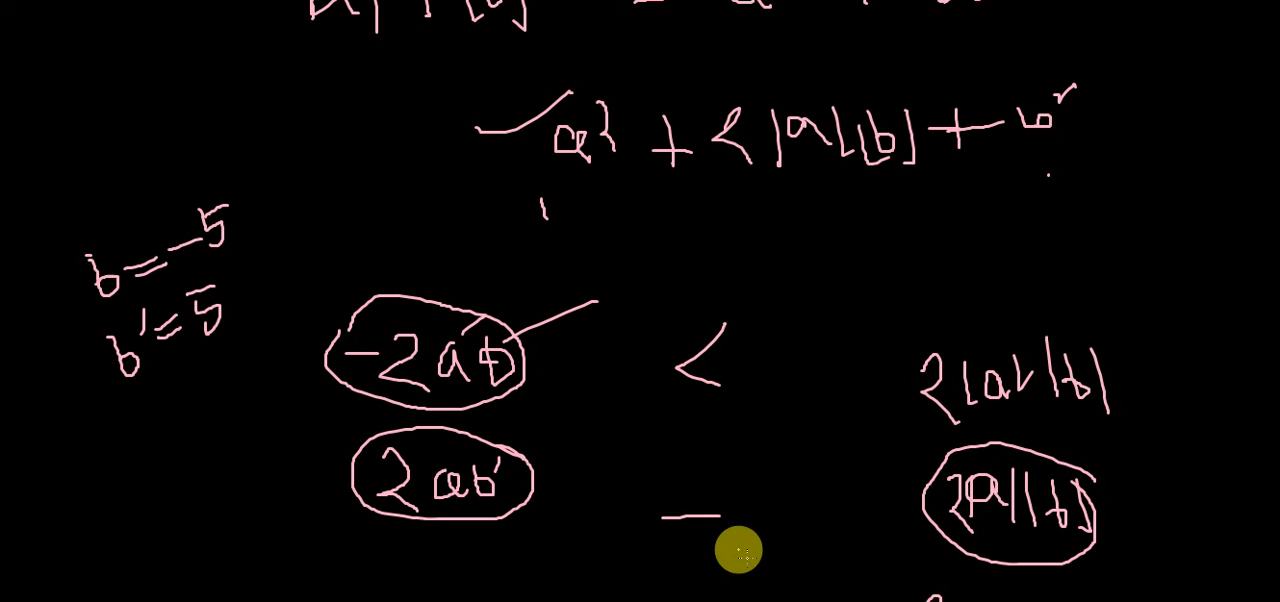 a² + 2|a||b| + b²
b = -5
b' = 5
-2ab < 2|a||b|
2ab' 2|a||b|